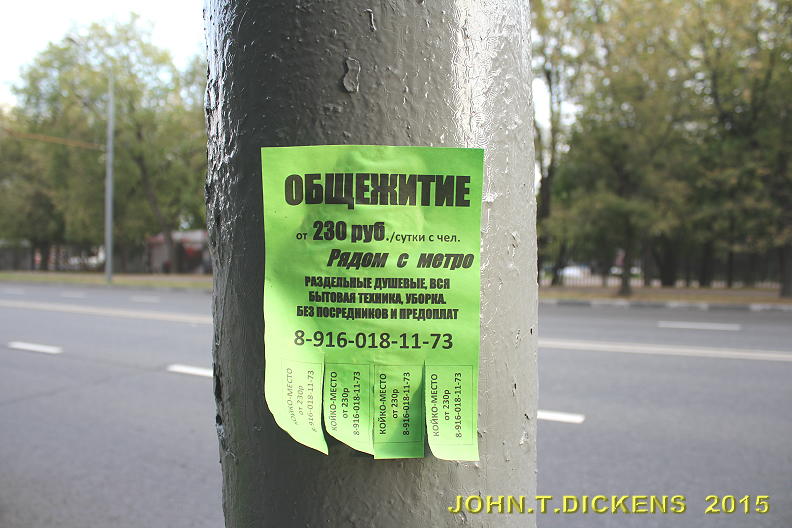 ОБЩЕЖИТИЕ
от 230 руб./сутки с чел.
Рядом с метро
РАЗДЕЛЬНЫЕ ДУШЕВЫЕ, ВСЯ
БЫТОВАЯ ТЕХНИКА, УБОРКА.
БЕЗ ПОСРЕДНИКОВ И ПРЕДОПЛАТ
8-916-018-11-73
КОЙКО-МЕСТО
от 230р
8-916-018-11-73
КОЙКО-МЕСТО
от 230р
8-916-018-11-73
КОЙКО-МЕСТО
от 230р
8-916-018-11-73
КОЙКО-МЕСТО
от 230р
8-916-018-11-73
JOHN.T.DICKENS 2015